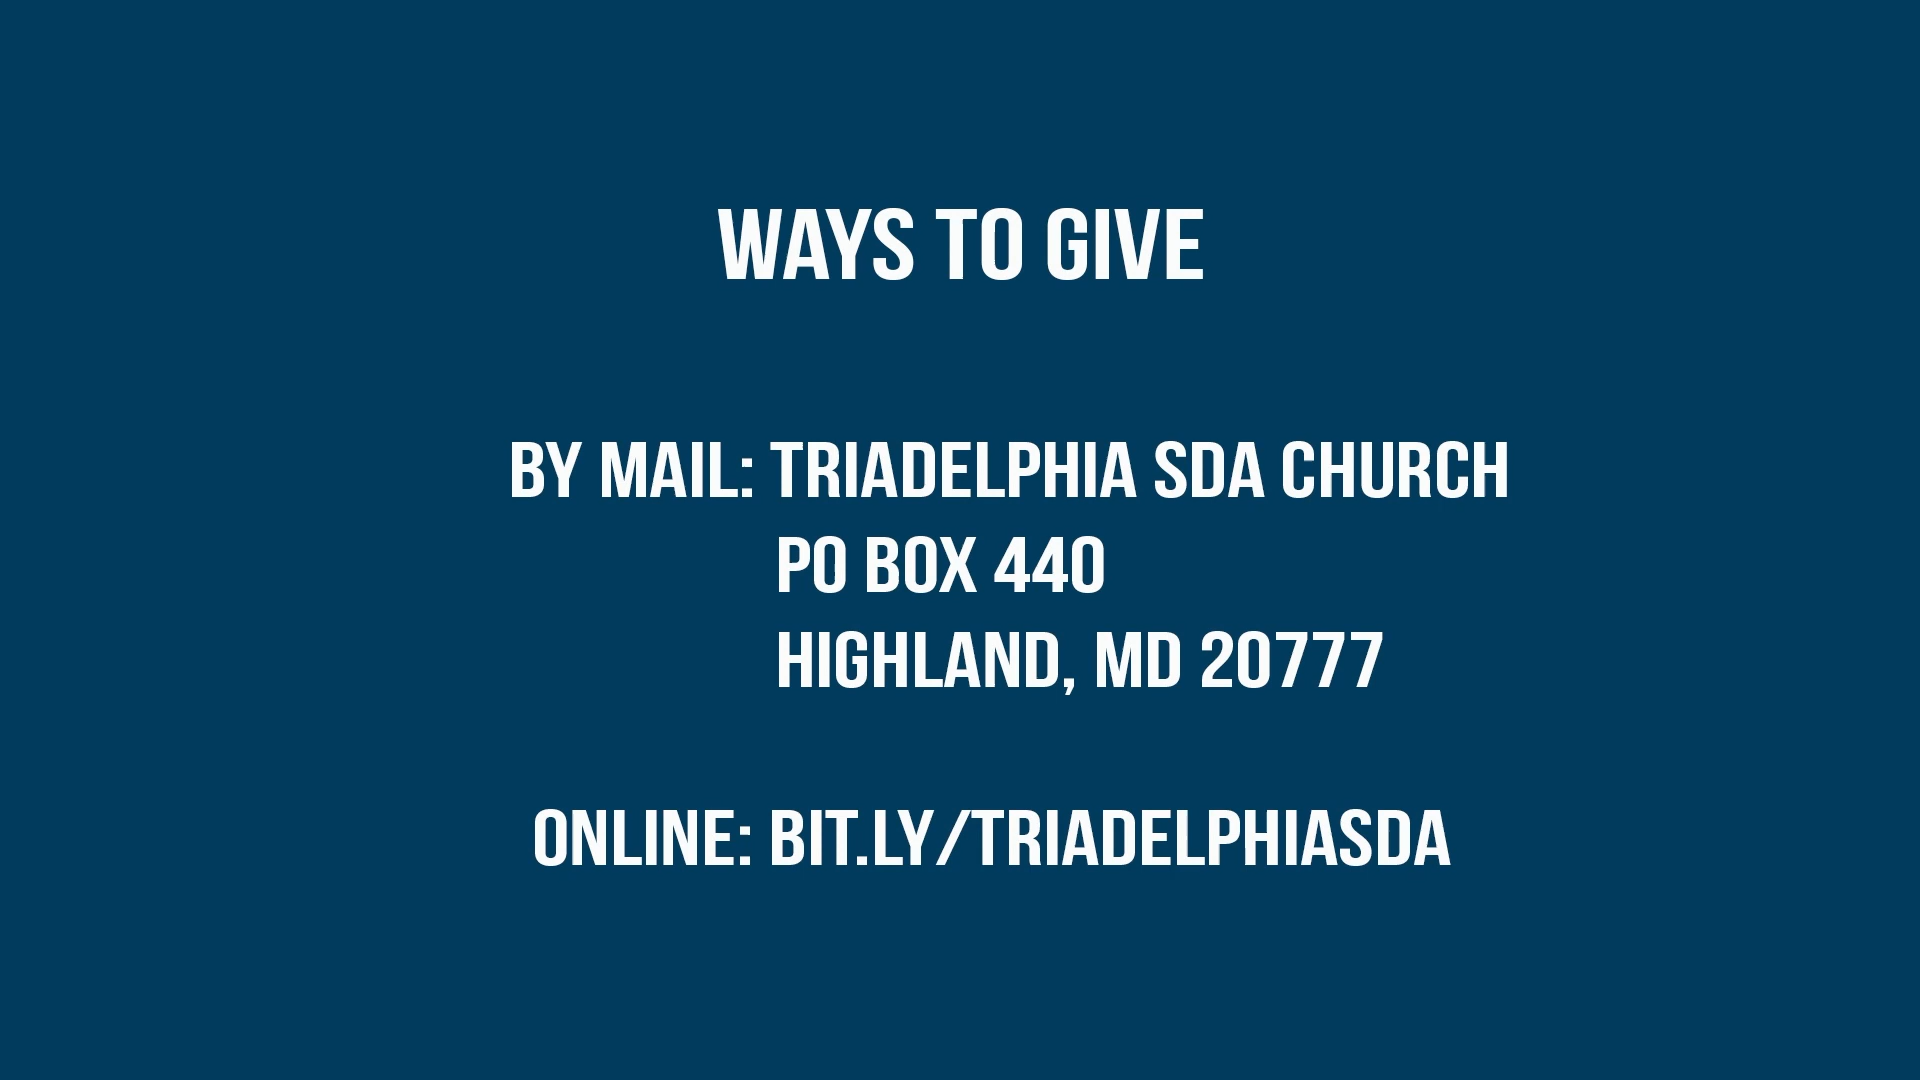 WAYS TO GIVE
BY MAIL: TRIADELPHIA SDA CHURCH
PO BOX 440
HIGHLAND, MD 20777
ONLINE: BIT.LY/TRIADELPHIASDA